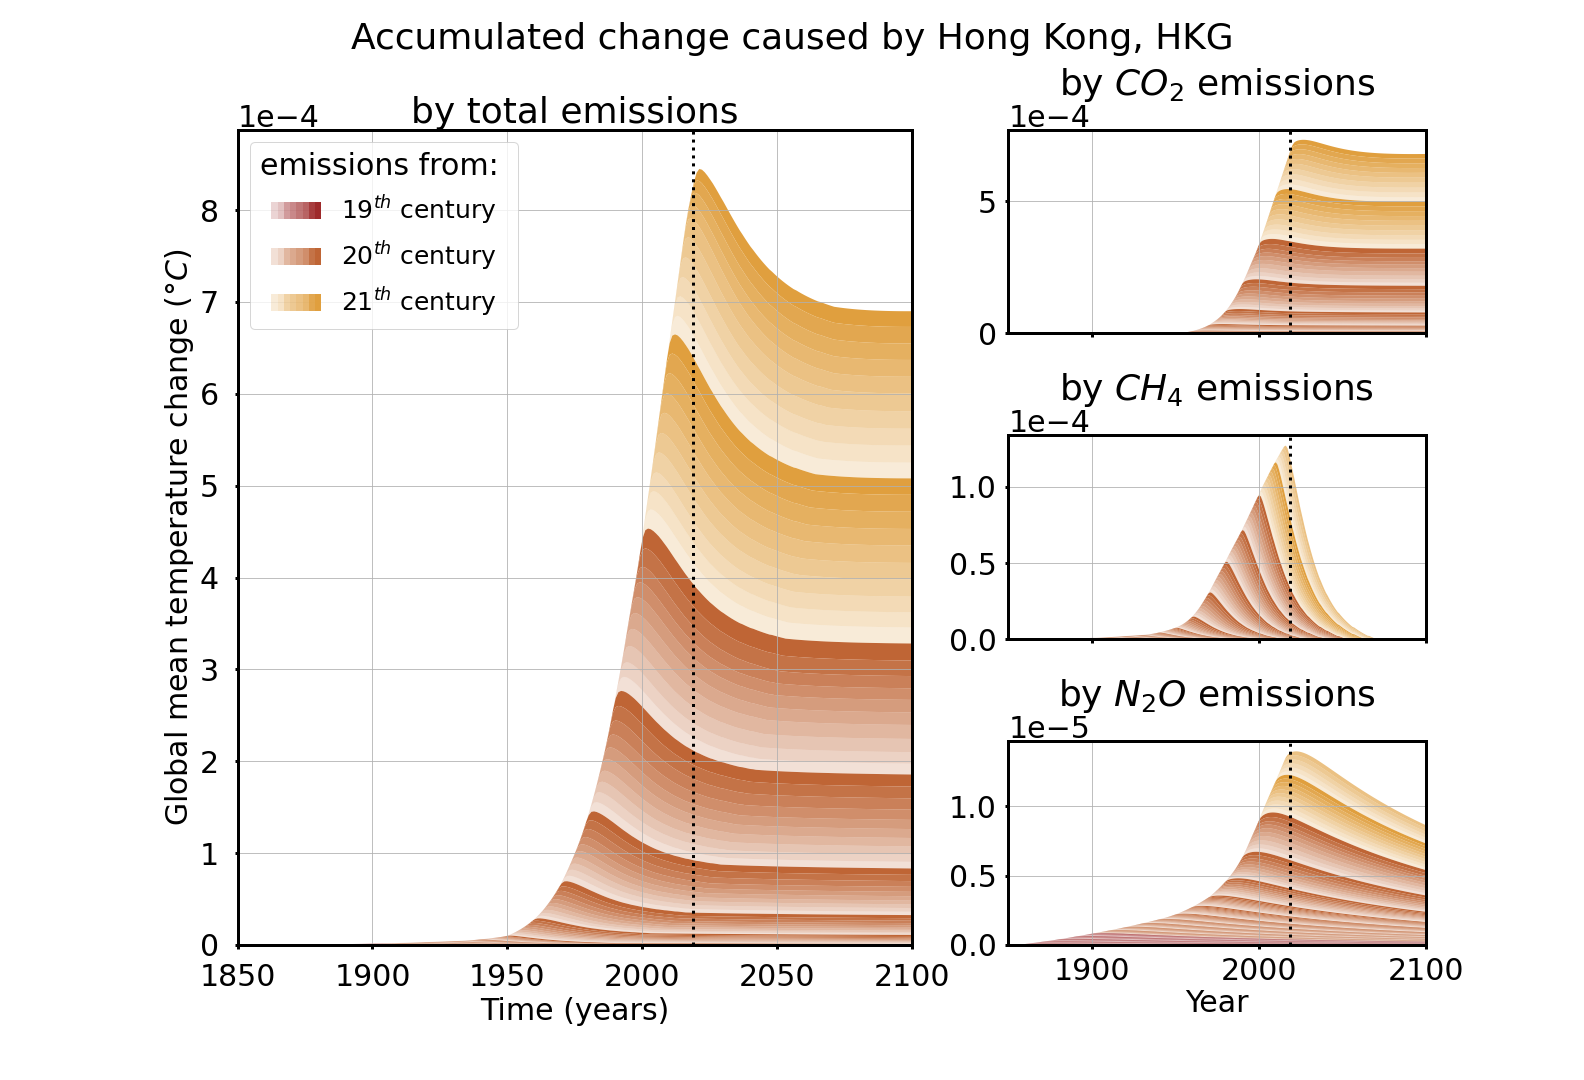 Accumulated change caused by Hong Kong, HKG
by total emissions
1e−4
Global mean temperature change (°C)
8
7
6
5
4
3
2
1
0
emissions from:
19th century
20th century
21th century
1850 1900 1950 2000 2050 2100
Time (years)
by CO2 emissions
1e−4
5
0
by CH4 emissions
1e−4
1.0
0.5
0.0
by N2O emissions
1e−5
1.0
0.5
0.0
1900 2000 2100
Year